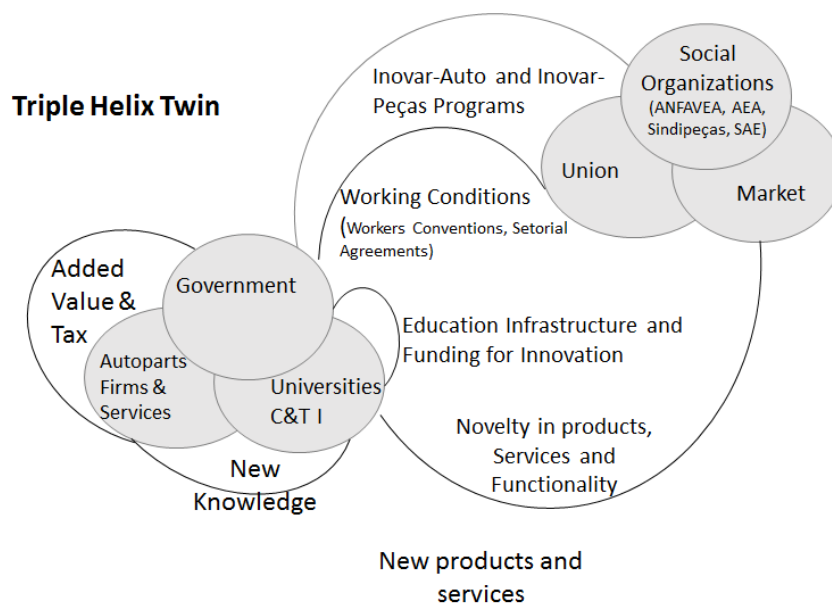 Triple Helix Twin
Inovar-Auto and Inovar-
Peças Programs
Social
Organizations
(ANFAVEA, AEA,
Sindipeças, SAE)
Union
Market
Working Conditions
(Workers Conventions, Setorial
Agreements)
Added
Value &
Tax
Government
Autoparts
Firms &
Services
Universities
C&T I
Education Infrastructure and
Funding for Innovation
New
Knowledge
Novelty in products,
Services and
Functionality
New products and
services